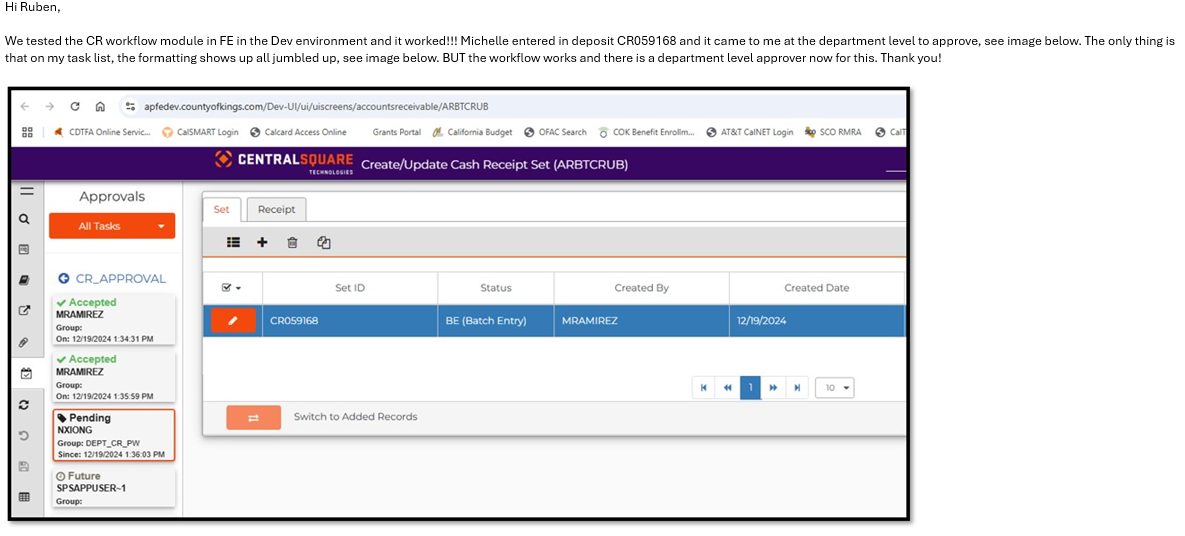 Hi Ruben,
We tested the CR workflow module in FE in the Dev environment and it worked!!! Michelle entered in deposit CR059168 and it came to me at the department level to approve, see image below. The only thing is
that on my task list, the formatting shows up all jumbled up, see image below. BUT the workflow works and there is a department level approver now for this. Thank you!
apfedev.countyofkings.com/Dev-UI/ui/uiscreens/accountsreceivable/ARBTCRUB
CDTFA Online Servic... CalSMART Login Calcard Access Online Grants Portal California Budget OFAC Search COK Benefit Enrollm... AT&T CalNET Login SCO RMRA CalT
CENTRALSQUARE
TECHNOLOGIES
Create/Update Cash Receipt Set (ARBTCRUB)
Approvals
All Tasks
CR_APPROVAL
Accepted
MRAMIREZ
Group:
On: 12/19/2024 1:34:31 PM
Accepted
MRAMIREZ
Group:
On: 12/19/2024 1:35:59 PM
Pending
NXIONG
Group: DEPT_CR_PW
Since: 12/19/2024 1:36:03 PM
Future
SPSAPPUSER~1
Group:
Set Receipt
Set ID Status Created By Created Date
CR059168 BE (Batch Entry) MRAMIREZ 12/19/2024
1 10
Switch to Added Records